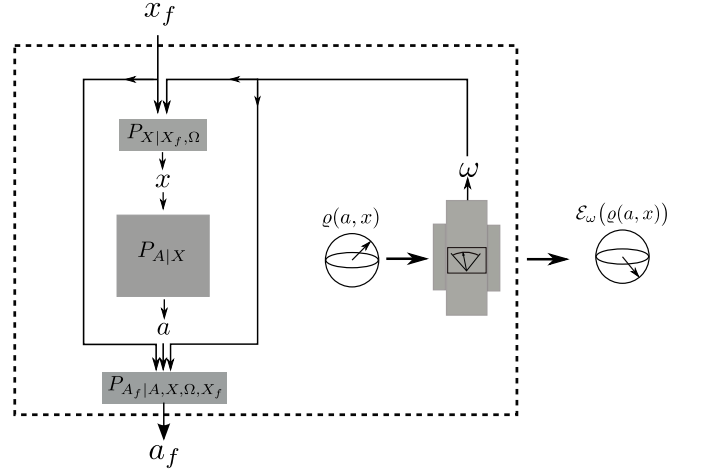 x_f
P_{X|X_f,Ω}
x
P_{A|X}
a
P_{A_f|A,X,Ω,X_f}
a_f
ω
ϱ(a, x)
ℰ_ω(ϱ(a, x))